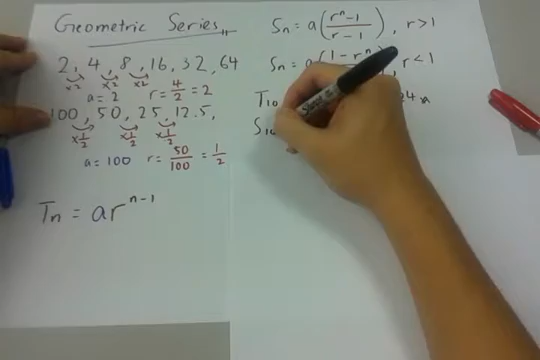 Geometric Series
2, 4, 8, 16, 32, 64
x2 x2 x2
a = 2 r = 4/2 = 2
100, 50, 25, 12.5,
x1/2 x1/2 x1/2
a = 100 r = 50/100 = 1/2
Tn = ar^(n-1)
Sn = a((r^n - 1)/(r - 1)), r > 1
Sn = a(1 - r^n , r < 1
T10
S10